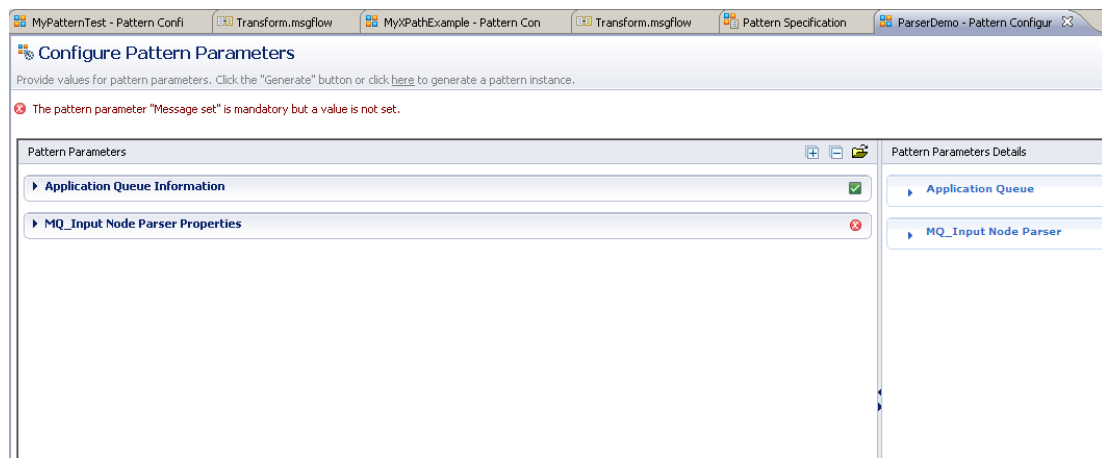 MyPatternTest - Pattern Confi
Transform.msgflow
MyXPathExample - Pattern Con
Transform.msgflow
Pattern Specification
ParserDemo - Pattern Configur
Configure Pattern Parameters
Provide values for pattern parameters. Click the "Generate" button or click here to generate a pattern instance.
The pattern parameter "Message set" is mandatory but a value is not set.
Pattern Parameters
Pattern Parameters Details
Application Queue Information
Application Queue
MQ_Input Node Parser Properties
MQ_Input Node Parser